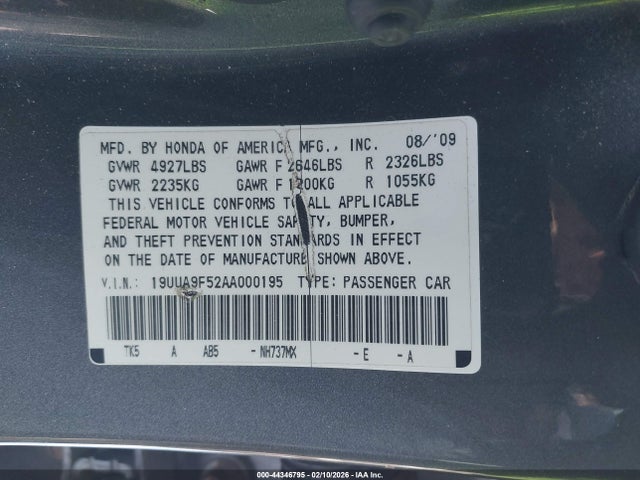 MFD. BY HONDA OF AMERICA MFG., INC. 08/'09
GVWR 4927LBS GAWR F 2646LBS R 2326LBS
GVWR 2235KG GAWR F 1200KG R 1055KG
THIS VEHICLE CONFORMS TO ALL APPLICABLE
FEDERAL MOTOR VEHICLE SAFETY, BUMPER,
AND THEFT PREVENTION STANDARDS IN EFFECT
ON THE DATE OF MANUFACTURE SHOWN ABOVE.
V.I.N.: 19UUA9F52AA000195 TYPE: PASSENGER CAR
TK5 A AB5 - NH737MX - E - A
000-44346795 - 02/10/2026 - IAA Inc.